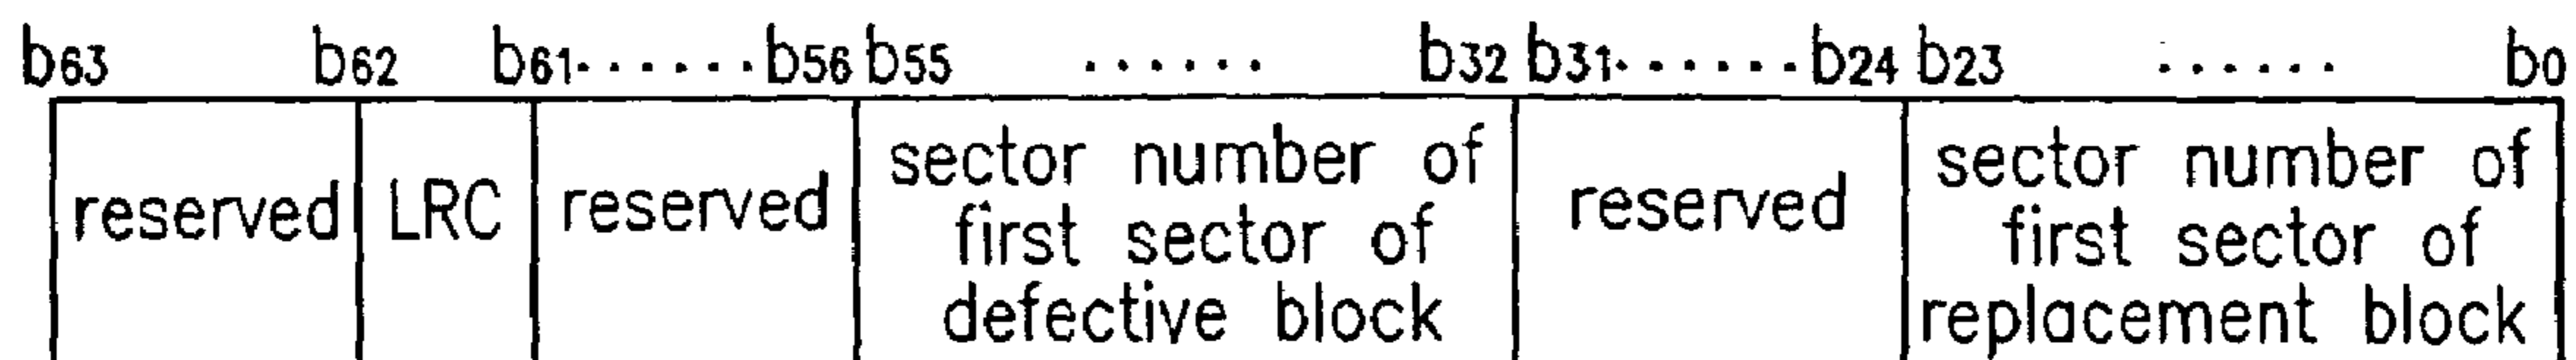 b63 b62 b61······b56 b55 ······ b32 b31······b24 b23 ······ b0
reserved LRC reserved sector number of first sector of defective block reserved sector number of first sector of replacement block